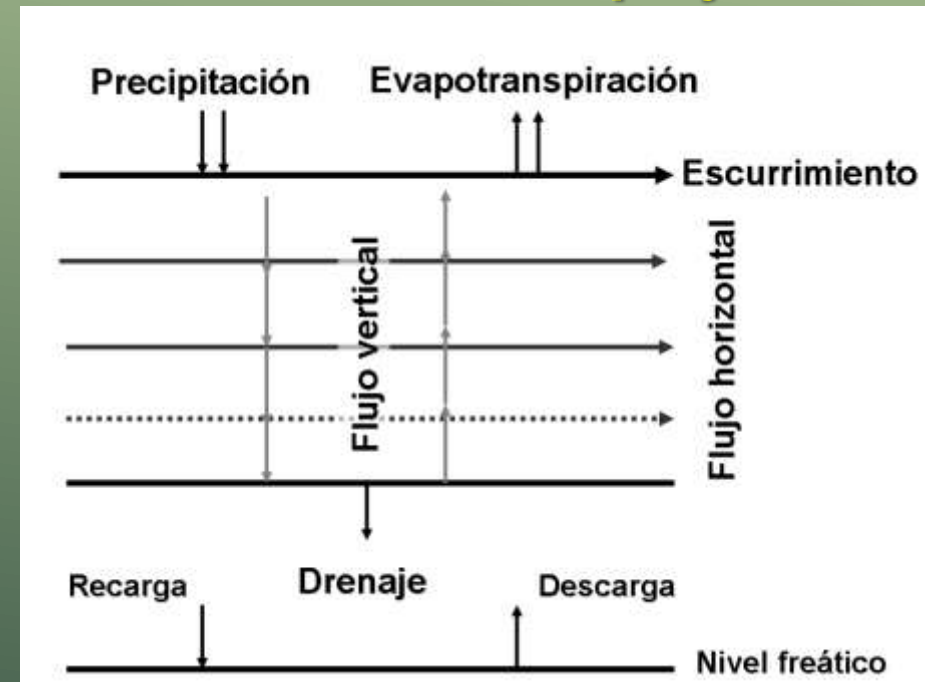 Precipitación
Evapotranspiración
Escurrimiento
Flujo vertical
Flujo horizontal
Recarga
Drenaje
Descarga
Nivel freático